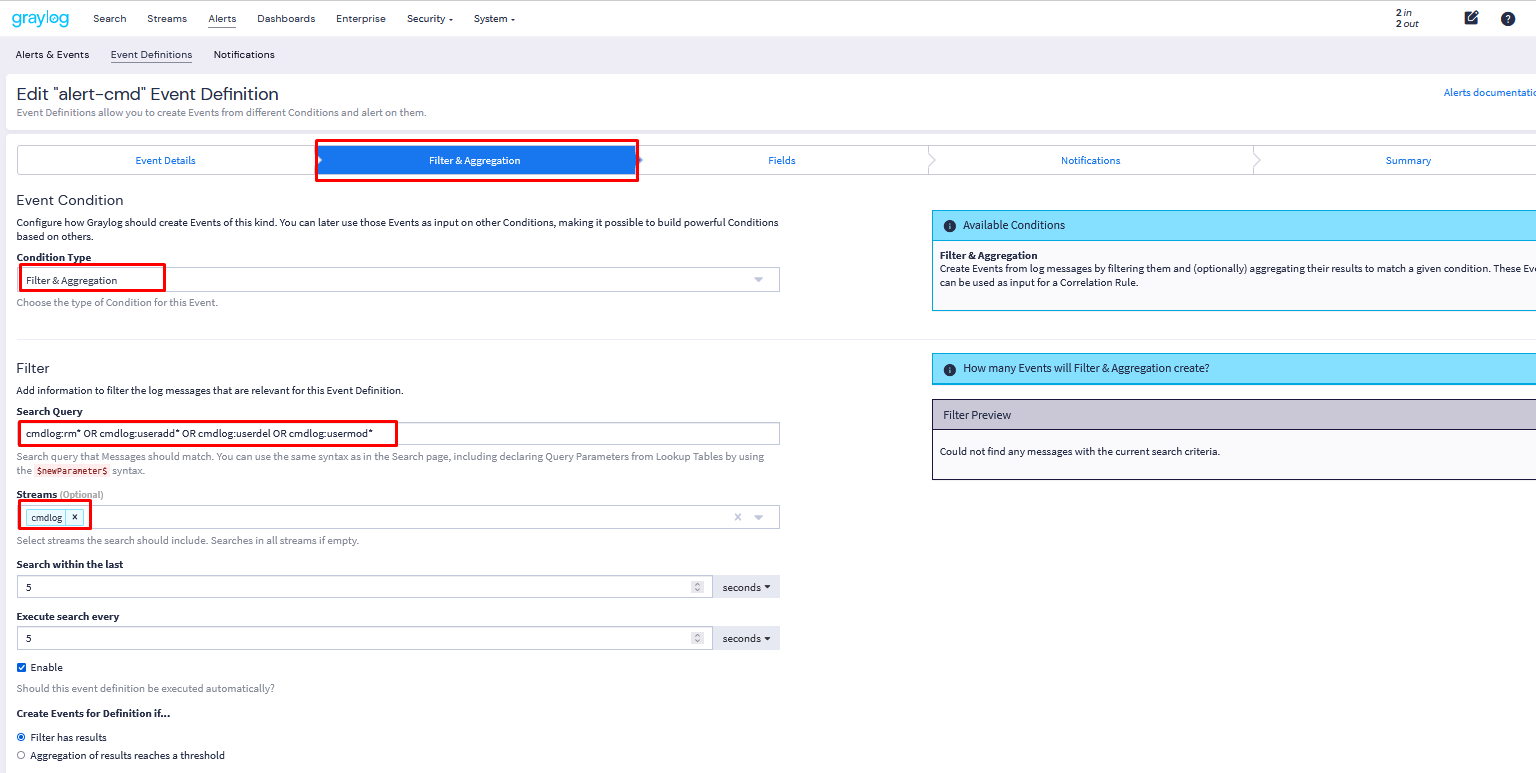 graylog Search Streams Alerts Dashboards Enterprise Security System
2 in
2 out
Alerts & Events Event Definitions Notifications
Edit "alert-cmd" Event Definition
Alerts documentatio
Event Definitions allow you to create Events from different Conditions and alert on them.
Event Details Filter & Aggregation Fields Notifications Summary
Event Condition
Configure how Graylog should create Events of this kind. You can later use those Events as input on other Conditions, making it possible to build powerful Conditions
based on others.
Condition Type
Filter & Aggregation
Choose the type of Condition for this Event.
Available Conditions
Filter & Aggregation
Create Events from log messages by filtering them and (optionally) aggregating their results to match a given condition. These Eve
can be used as input for a Correlation Rule.
Filter
Add information to filter the log messages that are relevant for this Event Definition.
Search Query
cmdlog:rm* OR cmdlog:useradd* OR cmdlog:userdel OR cmdlog:usermod*
Search query that Messages should match. You can use the same syntax as in the Search page, including declaring Query Parameters from Lookup Tables by using
the $newParameter$ syntax.
Streams (Optional)
cmdlog ×
Select streams the search should include. Searches in all streams if empty.
Search within the last
5 seconds
Execute search every
5 seconds
Enable
Should this event definition be executed automatically?
Create Events for Definition if...
Filter has results
Aggregation of results reaches a threshold
How many Events will Filter & Aggregation create?
Filter Preview
Could not find any messages with the current search criteria.